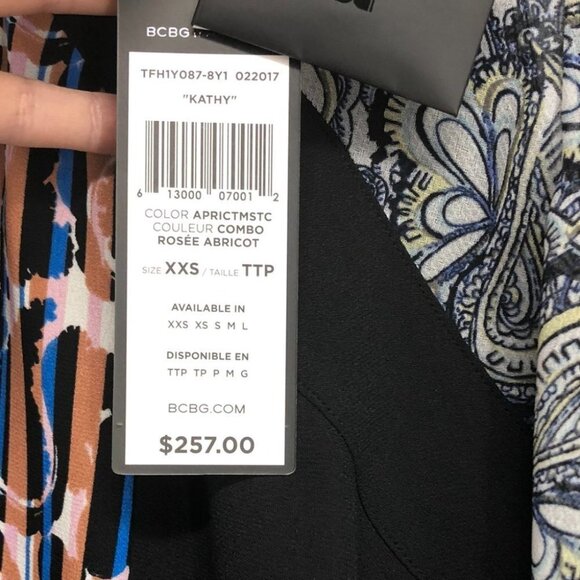 BCBG
TFH1Y087-8Y1 022017
"KATHY"
6 13000 07001 2
COLOR APRICTMSTC
COULEUR COMBO
ROSÉE ABRICOT
SIZE XXS / TAILLE TTP
AVAILABLE IN
XXS XS S M L
DISPONIBLE EN
TTP TP P M G
BCBG.COM
$257.00